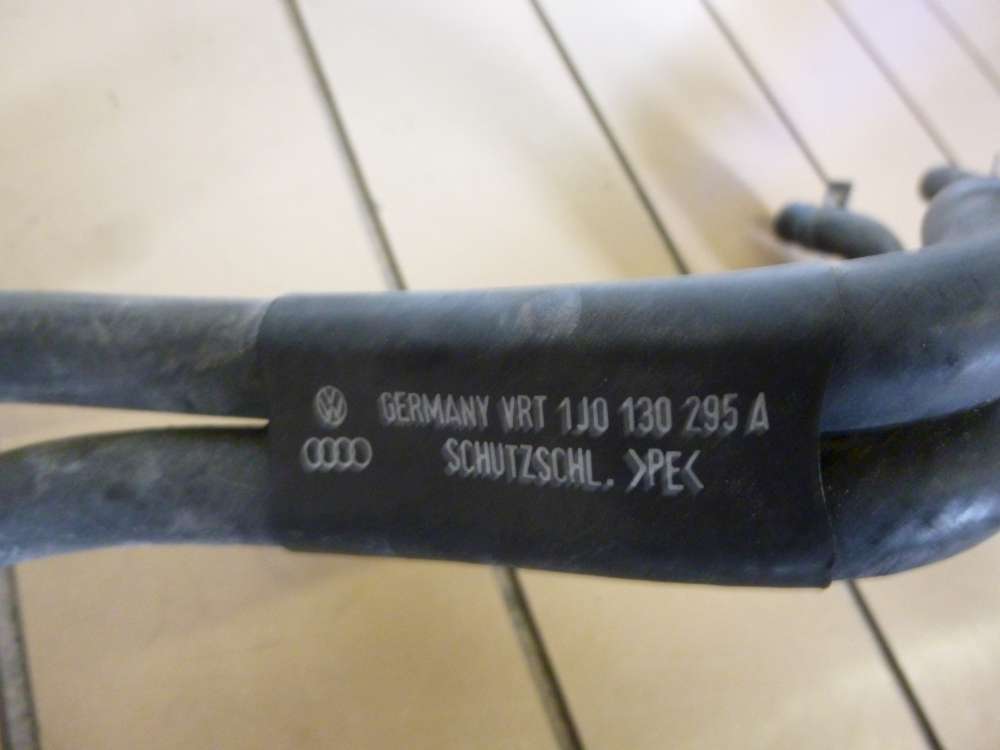 GERMANY VRT 1J0 130 295 A
SCHUTZSCHL. >PE<